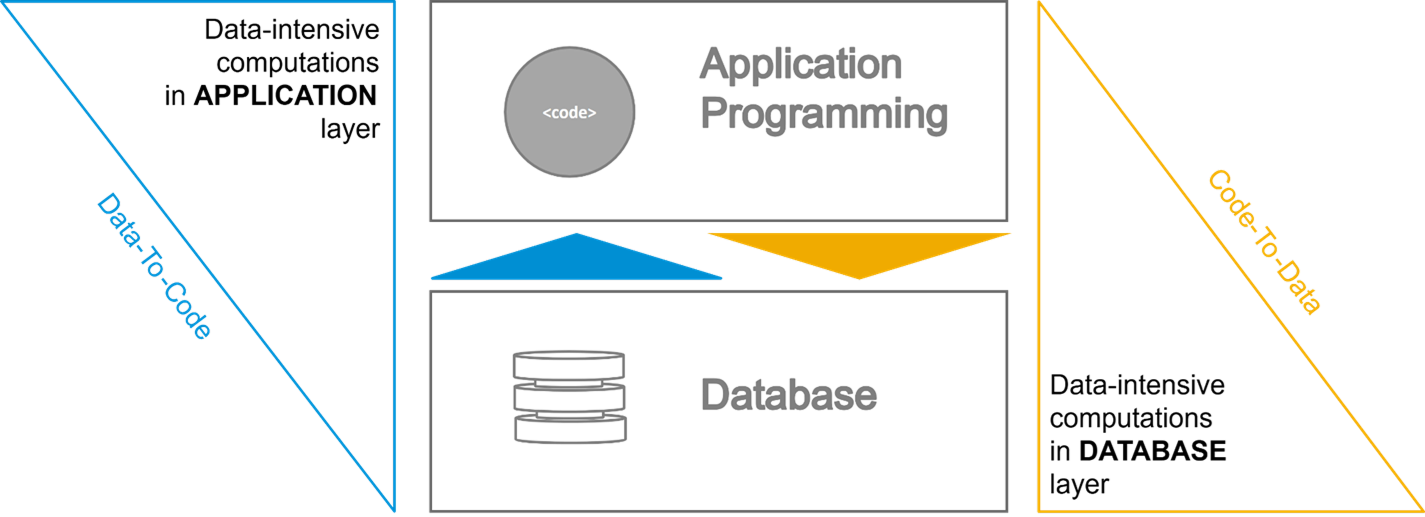 Data-intensive
computations
in APPLICATION
layer
Data-To-Code
<code>
Application
Programming
Database
Code-To-Data
Data-intensive
computations
in DATABASE
layer